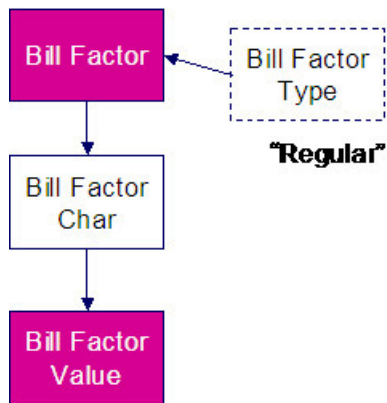 Bill Factor
Bill Factor
Type
"Regular"
Bill Factor
Char
Bill Factor
Value